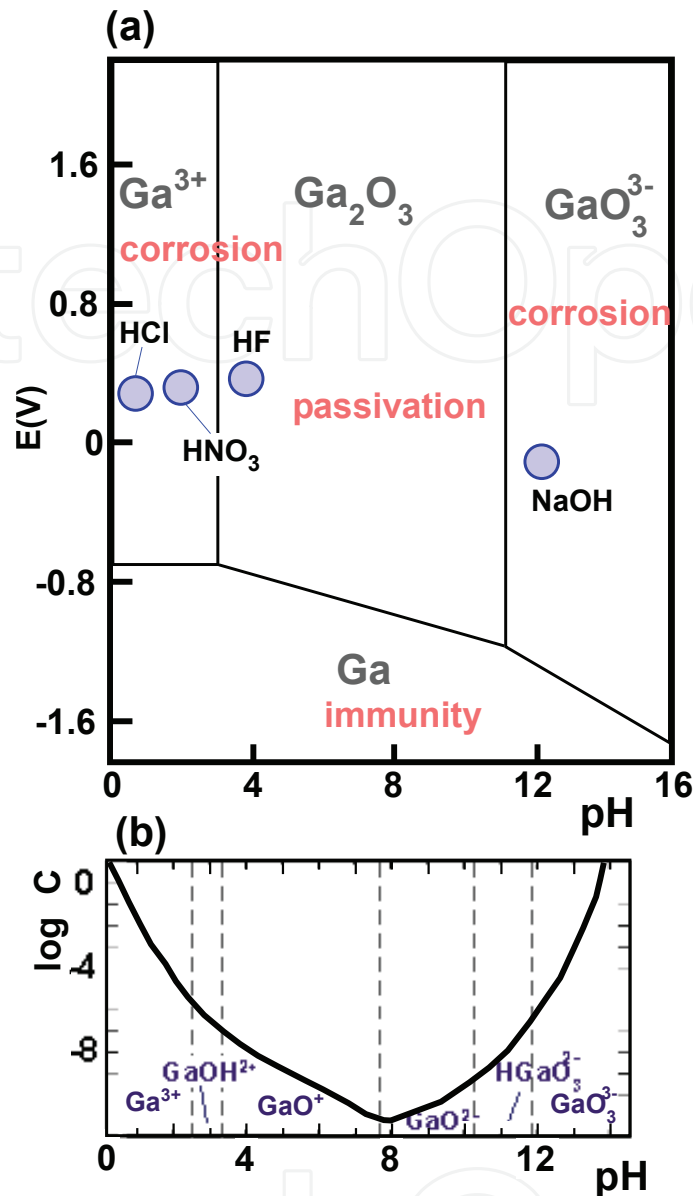 (a)
1.6
Ga³⁺
Ga₂O₃
GaO₃³⁻
corrosion
0.8
corrosion
HCl
HF
passivation
E(V)
0
HNO₃
NaOH
-0.8
Ga
immunity
-1.6
0 4 8 12 16
pH
(b)
log C
0
-4
-8
GaOH²⁺
HGaO₃²⁻
Ga³⁺
GaO⁺
GaO²⁻
GaO₃³⁻
0 4 8 12
pH